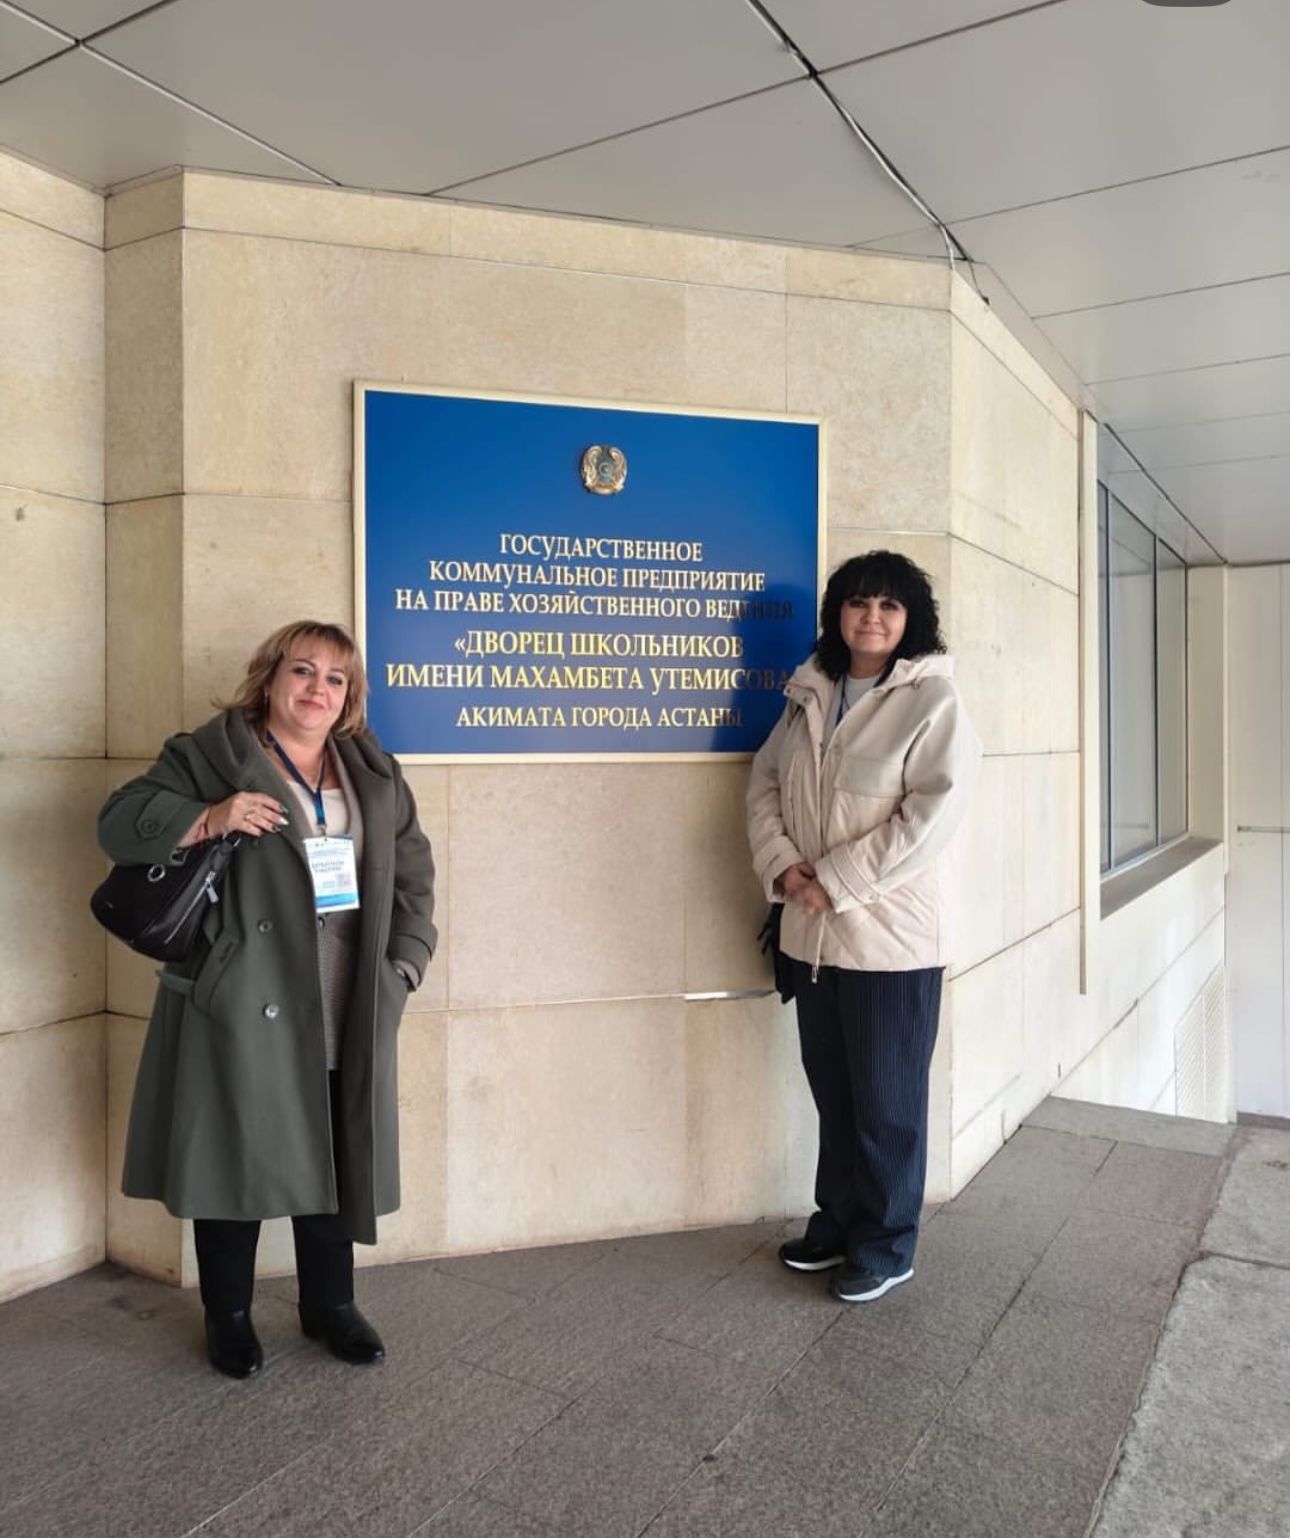 ГОСУДАРСТВЕННОЕ
КОММУНАЛЬНОЕ ПРЕДПРИЯТИЕ
НА ПРАВЕ ХОЗЯЙСТВЕННОГО ВЕДЕНИЯ
«ДВОРЕЦ ШКОЛЬНИКОВ
ИМЕНИ МАХАМБЕТА УТЕМИСОВА»
АКИМАТА ГОРОДА АСТАНЫ